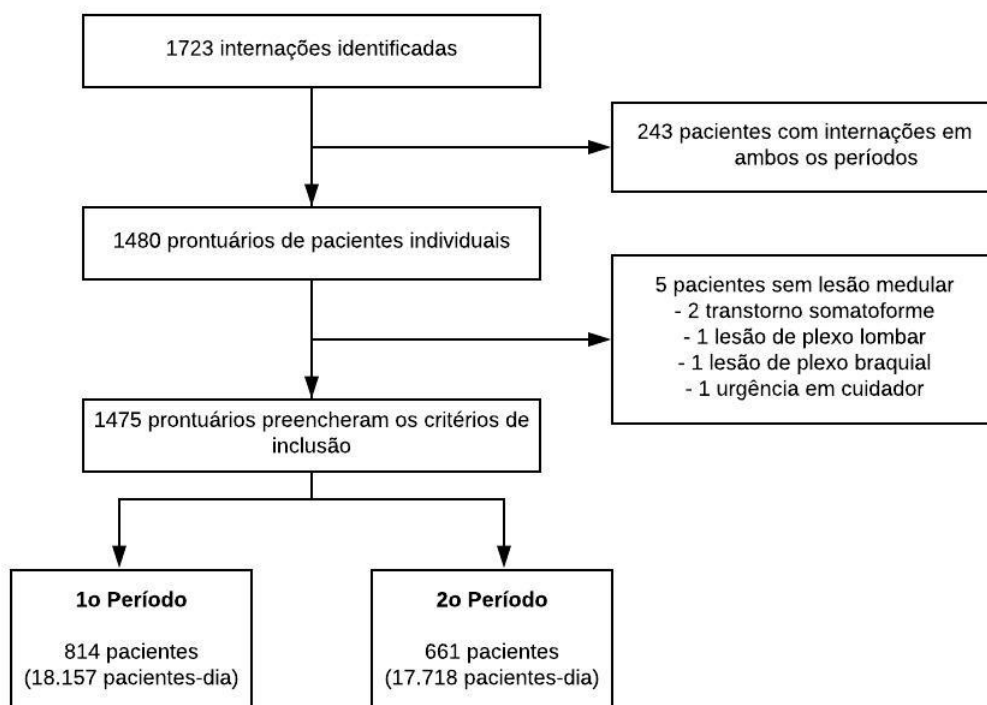 1723 internações identificadas
243 pacientes com internações em
ambos os períodos
1480 prontuários de pacientes individuais
5 pacientes sem lesão medular
- 2 transtorno somatoforme
- 1 lesão de plexo lombar
- 1 lesão de plexo braquial
- 1 urgência em cuidador
1475 prontuários preencheram os critérios de
inclusão
1o Período
814 pacientes
(18.157 pacientes-dia)
2o Período
661 pacientes
(17.718 pacientes-dia)